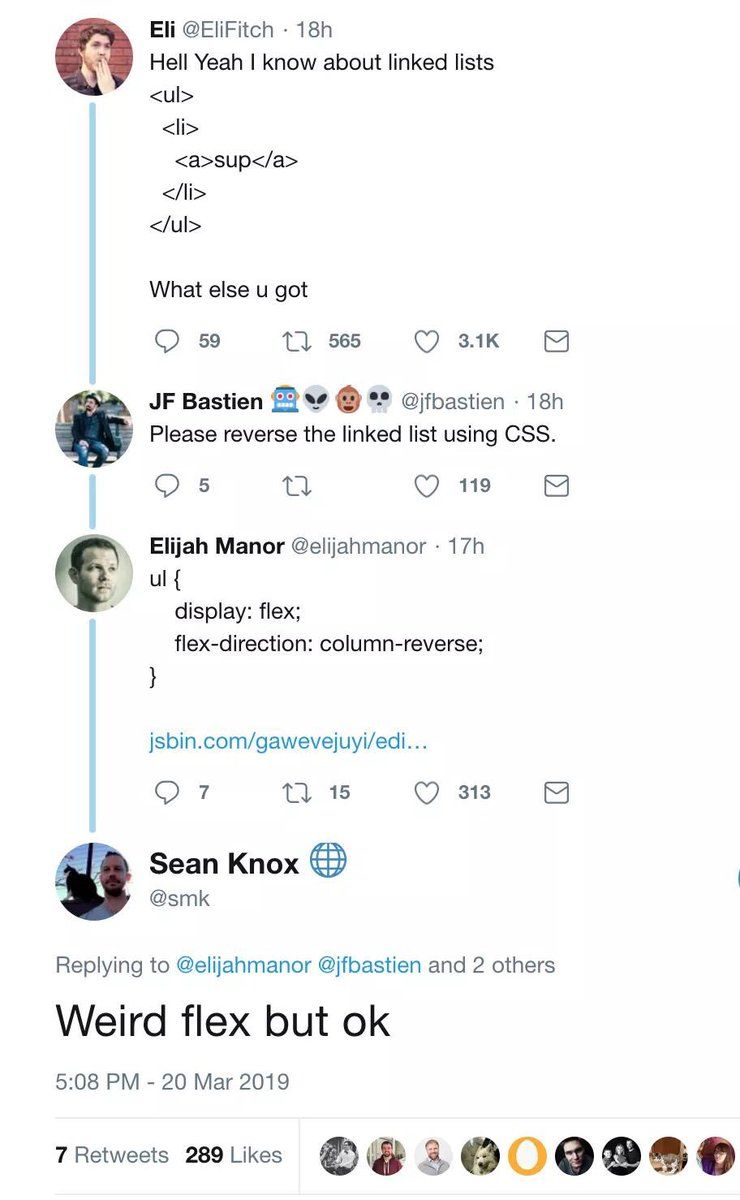 Eli @EliFitch · 18h
Hell Yeah I know about linked lists
<ul>
<li>
<a>sup</a>
</li>
</ul>
What else u got
59 565 3.1K
JF Bastien 🤖👽🐵💀 @jfbastien · 18h
Please reverse the linked list using CSS.
5 119
Elijah Manor @elijahmanor · 17h
ul {
display: flex;
flex-direction: column-reverse;
}
jsbin.com/gawevejuyi/edi…
7 15 313
Sean Knox 🌐
@smk
Replying to @elijahmanor @jfbastien and 2 others
Weird flex but ok
5:08 PM - 20 Mar 2019
7 Retweets 289 Likes